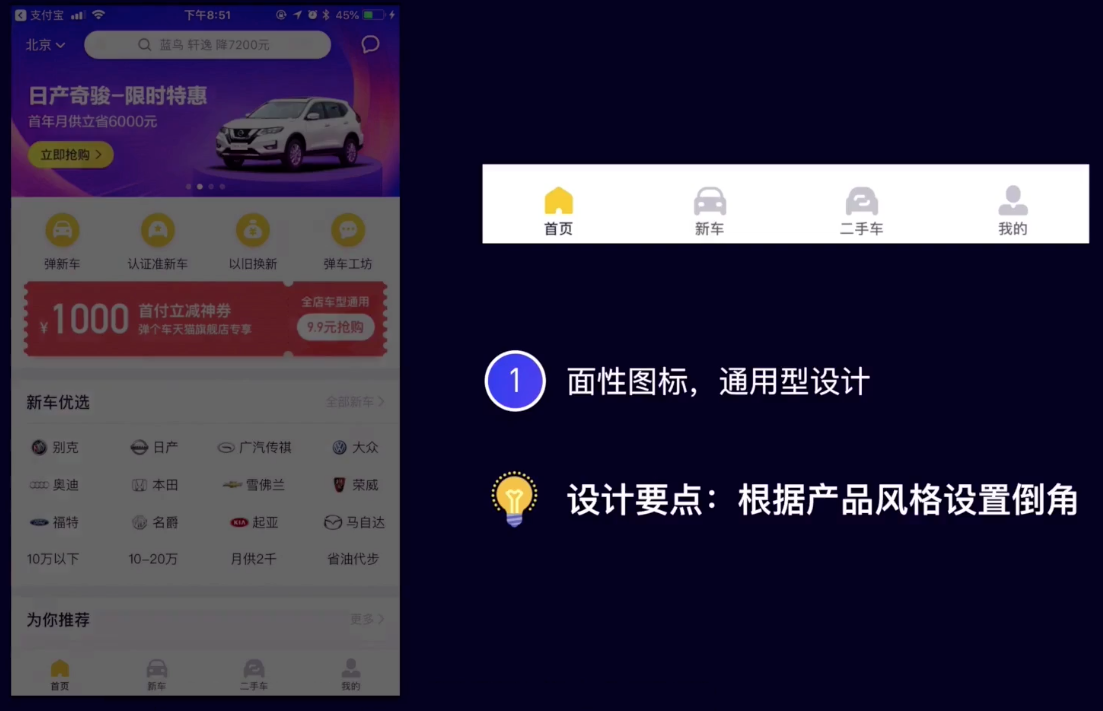 支付宝
下午8:51
45%
北京
蓝鸟 轩逸 降7200元
日产奇骏-限时特惠
首年月供立省6000元
立即抢购 >
弹新车
认证准新车
以旧换新
弹车工坊
¥1000
首付立减神券
弹个车天猫旗舰店专享
全店车型通用
9.9元抢购
新车优选
全部新车 >
别克
日产
广汽传祺
大众
奥迪
本田
雪佛兰
荣威
福特
名爵
KIA 起亚
马自达
10万以下
10-20万
月供2千
省油代步
为你推荐
更多 >
首页
新车
二手车
我的
首页
新车
二手车
我的
1 面性图标，通用型设计
设计要点：根据产品风格设置倒角